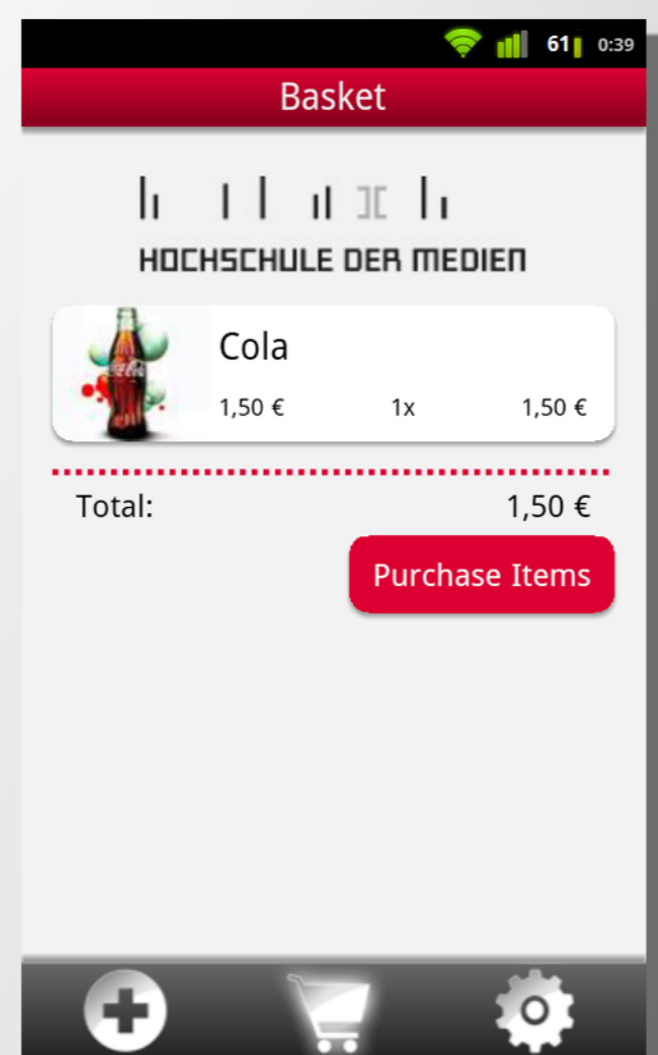 61 0:39
Basket
HOCHSCHULE DER MEDIEN
Cola
1,50 € 1x 1,50 €
Total: 1,50 €
Purchase Items